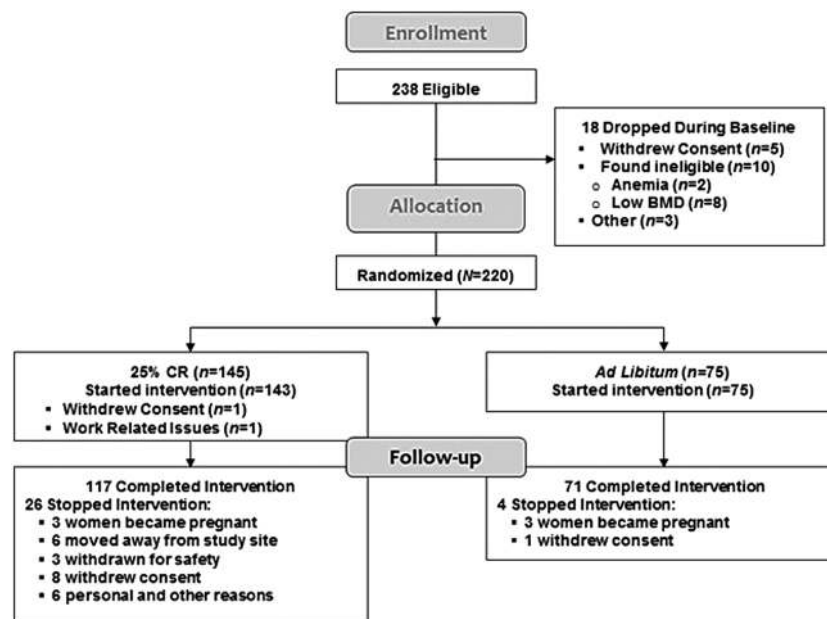 Enrollment
238 Eligible
18 Dropped During Baseline
▪ Withdrew Consent (n=5)
▪ Found ineligible (n=10)
o Anemia (n=2)
o Low BMD (n=8)
▪ Other (n=3)
Allocation
Randomized (N=220)
25% CR (n=145)
Started intervention (n=143)
▪ Withdrew Consent (n=1)
▪ Work Related Issues (n=1)
Ad Libitum (n=75)
Started intervention (n=75)
Follow-up
117 Completed Intervention
26 Stopped Intervention:
▪ 3 women became pregnant
▪ 6 moved away from study site
▪ 3 withdrawn for safety
▪ 8 withdrew consent
▪ 6 personal and other reasons
71 Completed Intervention
4 Stopped Intervention:
▪ 3 women became pregnant
▪ 1 withdrew consent